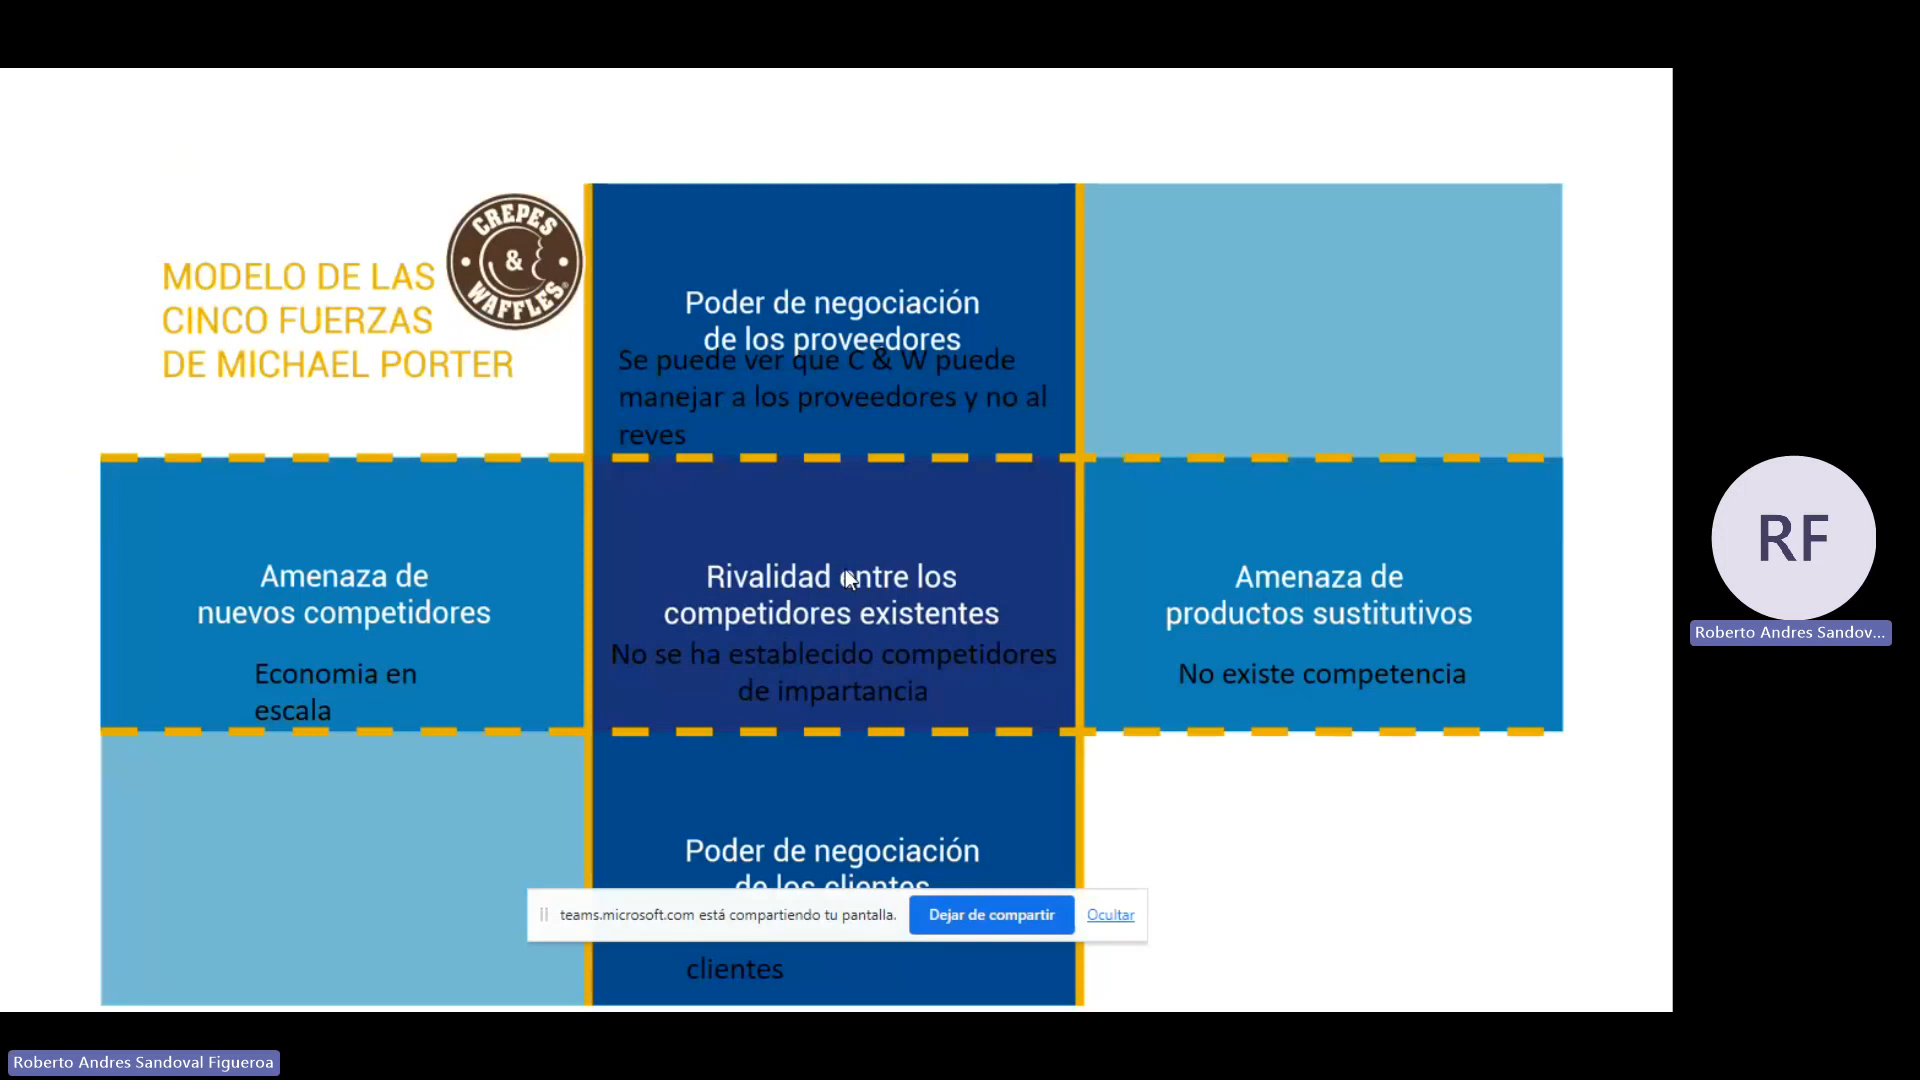 CREPES
&
WAFFLES
MODELO DE LAS
CINCO FUERZAS
DE MICHAEL PORTER
Poder de negociación
de los proveedores
Se puede ver que C & W puede
manejar a los proveedores y no al
reves
Amenaza de
nuevos competidores
Economia en
escala
Rivalidad entre los
competidores existentes
No se ha establecido competidores
de impartancia
Amenaza de
productos sustitutivos
No existe competencia
Poder de negociación
de los clientes
teams.microsoft.com está compartiendo tu pantalla.
Dejar de compartir
Ocultar
clientes
RF
Roberto Andres Sandov...
Roberto Andres Sandoval Figueroa